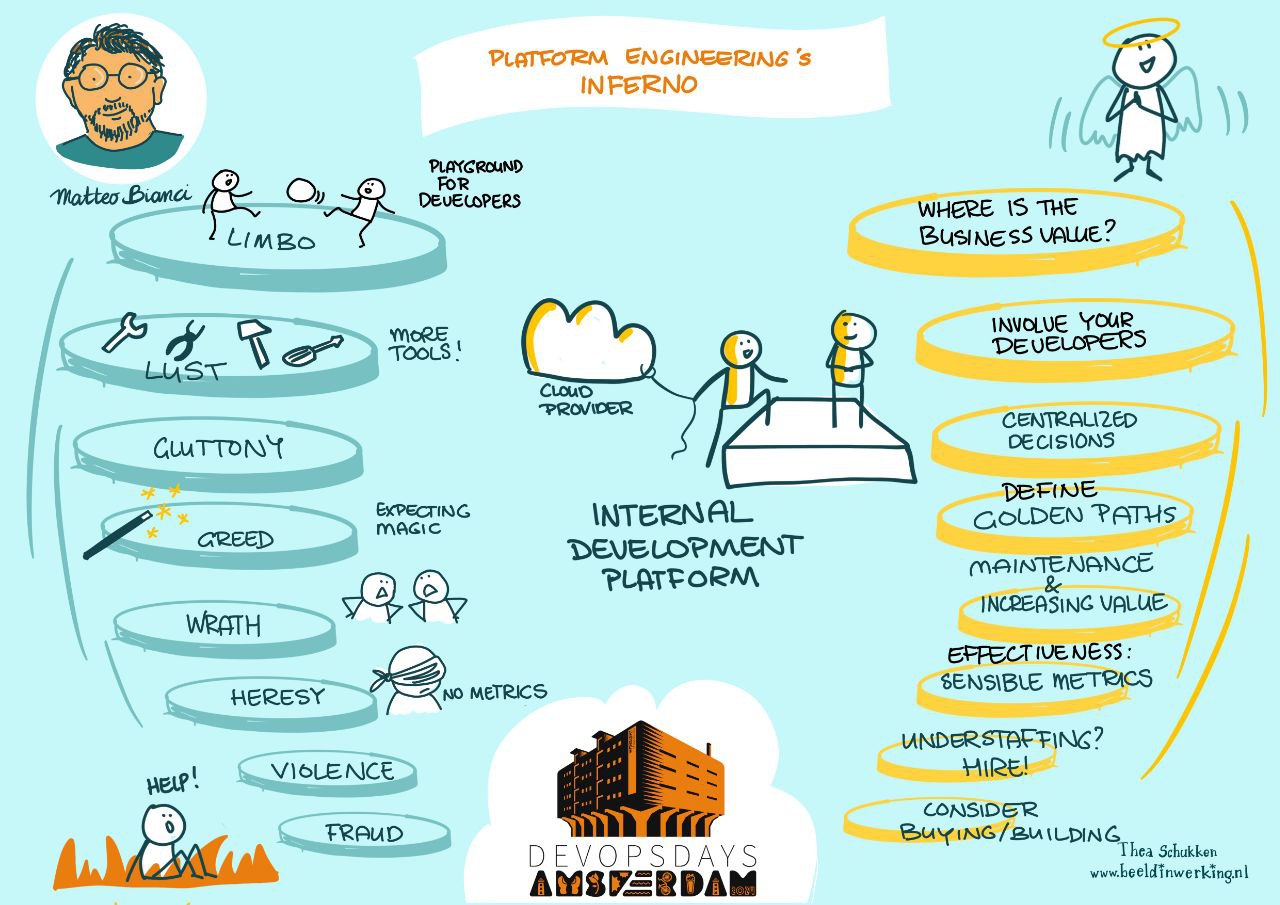 PLATFORM ENGINEERING'S
INFERNO
Matteo Bianci
PLAYGROUND
FOR
DEVELOPERS
LIMBO
MORE
TOOLS!
LUST
GLUTTONY
EXPECTING
MAGIC
GREED
WRATH
HERESY
NO METRICS
VIOLENCE
HELP!
FRAUD
CLOUD
PROVIDER
INTERNAL
DEVELOPMENT
PLATFORM
DEVOPSDAYS
AMSTERDAM
2024
WHERE IS THE
BUSINESS VALUE?
INVOLVE YOUR
DEVELOPERS
CENTRALIZED
DECISIONS
DEFINE
GOLDEN PATHS
MAINTENANCE
&
INCREASING VALUE
EFFECTIVENESS:
SENSIBLE METRICS
UNDERSTAFFING?
HIRE!
CONSIDER
BUYING/BUILDING
Thea Schukken
www.beeldinwerking.nl